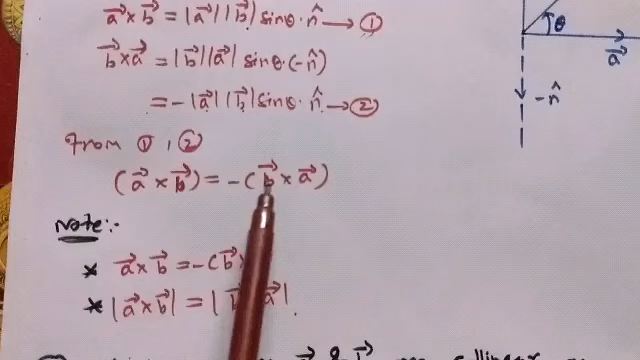 a⃗ × b⃗ = |a⃗| |b⃗| sinθ · n̂ → ①
b⃗ × a⃗ = |b⃗| |a⃗| sinθ · (-n̂)
= -|a⃗| |b⃗| sinθ · n̂ → ②
From ①, ②
(a⃗ × b⃗) = -(b⃗ × a⃗)
Note:-
* a⃗ × b⃗ = -(b⃗
* |a⃗ × b⃗| = | a⃗|.
θ
a⃗
-n̂